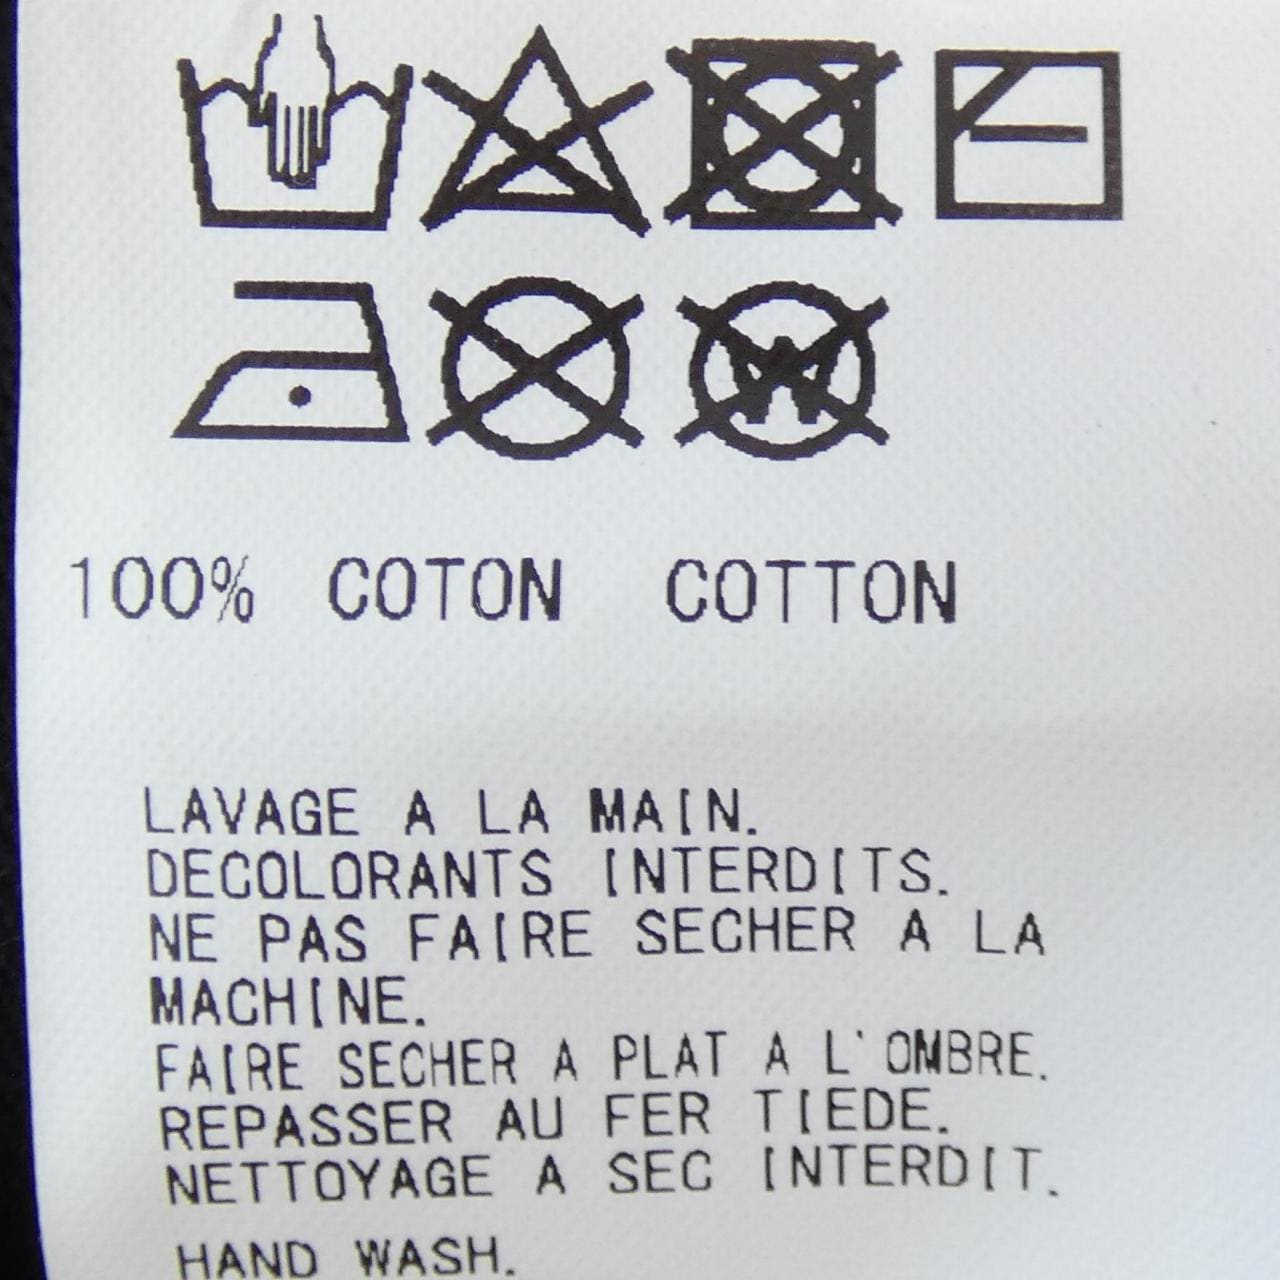 100% COTON COTTON
LAVAGE A LA MAIN.
DECOLORANTS INTERDITS.
NE PAS FAIRE SECHER A LA
MACHINE.
FAIRE SECHER A PLAT A L'OMBRE.
REPASSER AU FER TIEDE.
NETTOYAGE A SEC INTERDIT.
HAND WASH.